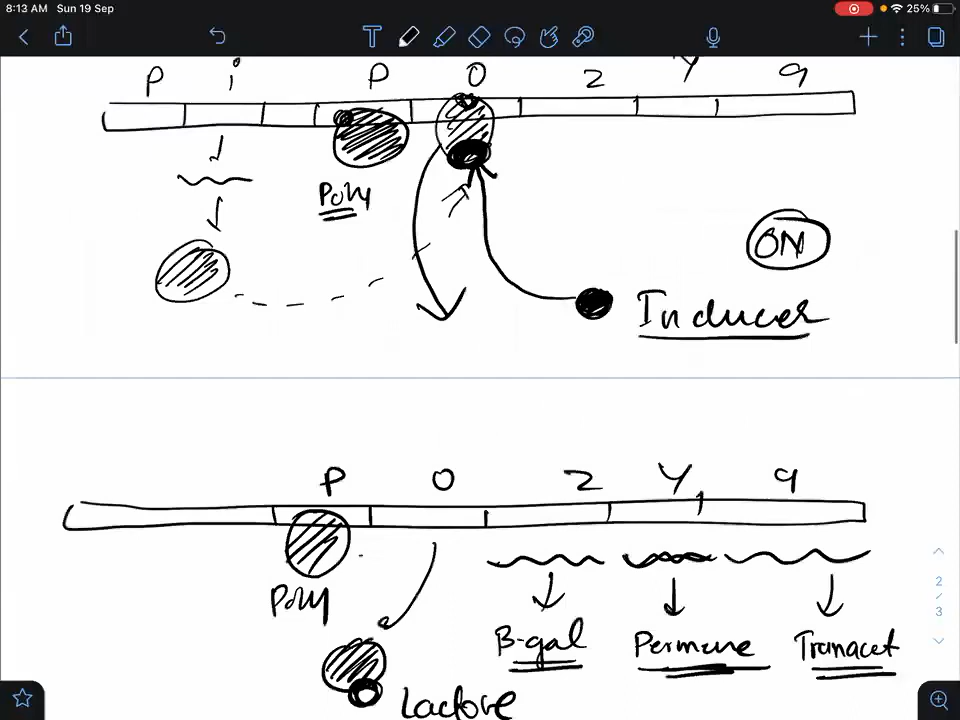 8:13 AM Sun 19 Sep 25%
T
P i P O z y a
Poly
ON
Inducer
P O z y a
Poly
B-gal Permease Transacet
Lactose
2
/
3